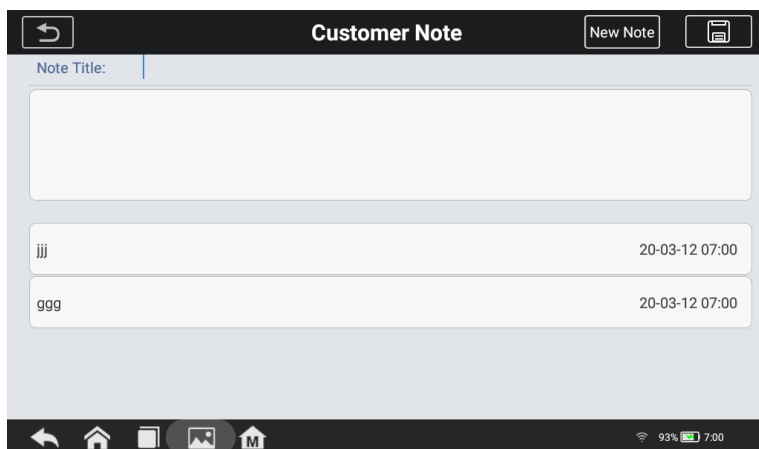 Customer Note
New Note
Note Title:
jjj
20-03-12 07:00
ggg
20-03-12 07:00
M
93%
7:00